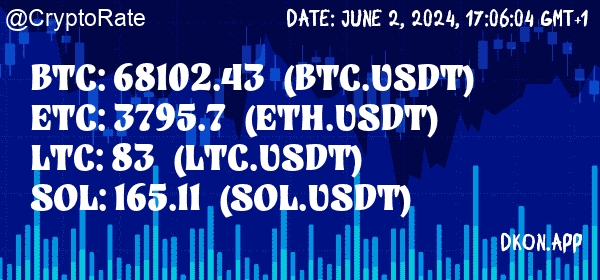 @CryptoRate
DATE: JUNE 2, 2024, 17:06:04 GMT+1
BTC: 68102.43 (BTC.USDT)
ETC: 3795.7 (ETH.USDT)
LTC: 83 (LTC.USDT)
SOL: 165.11 (SOL.USDT)
DKON.APP